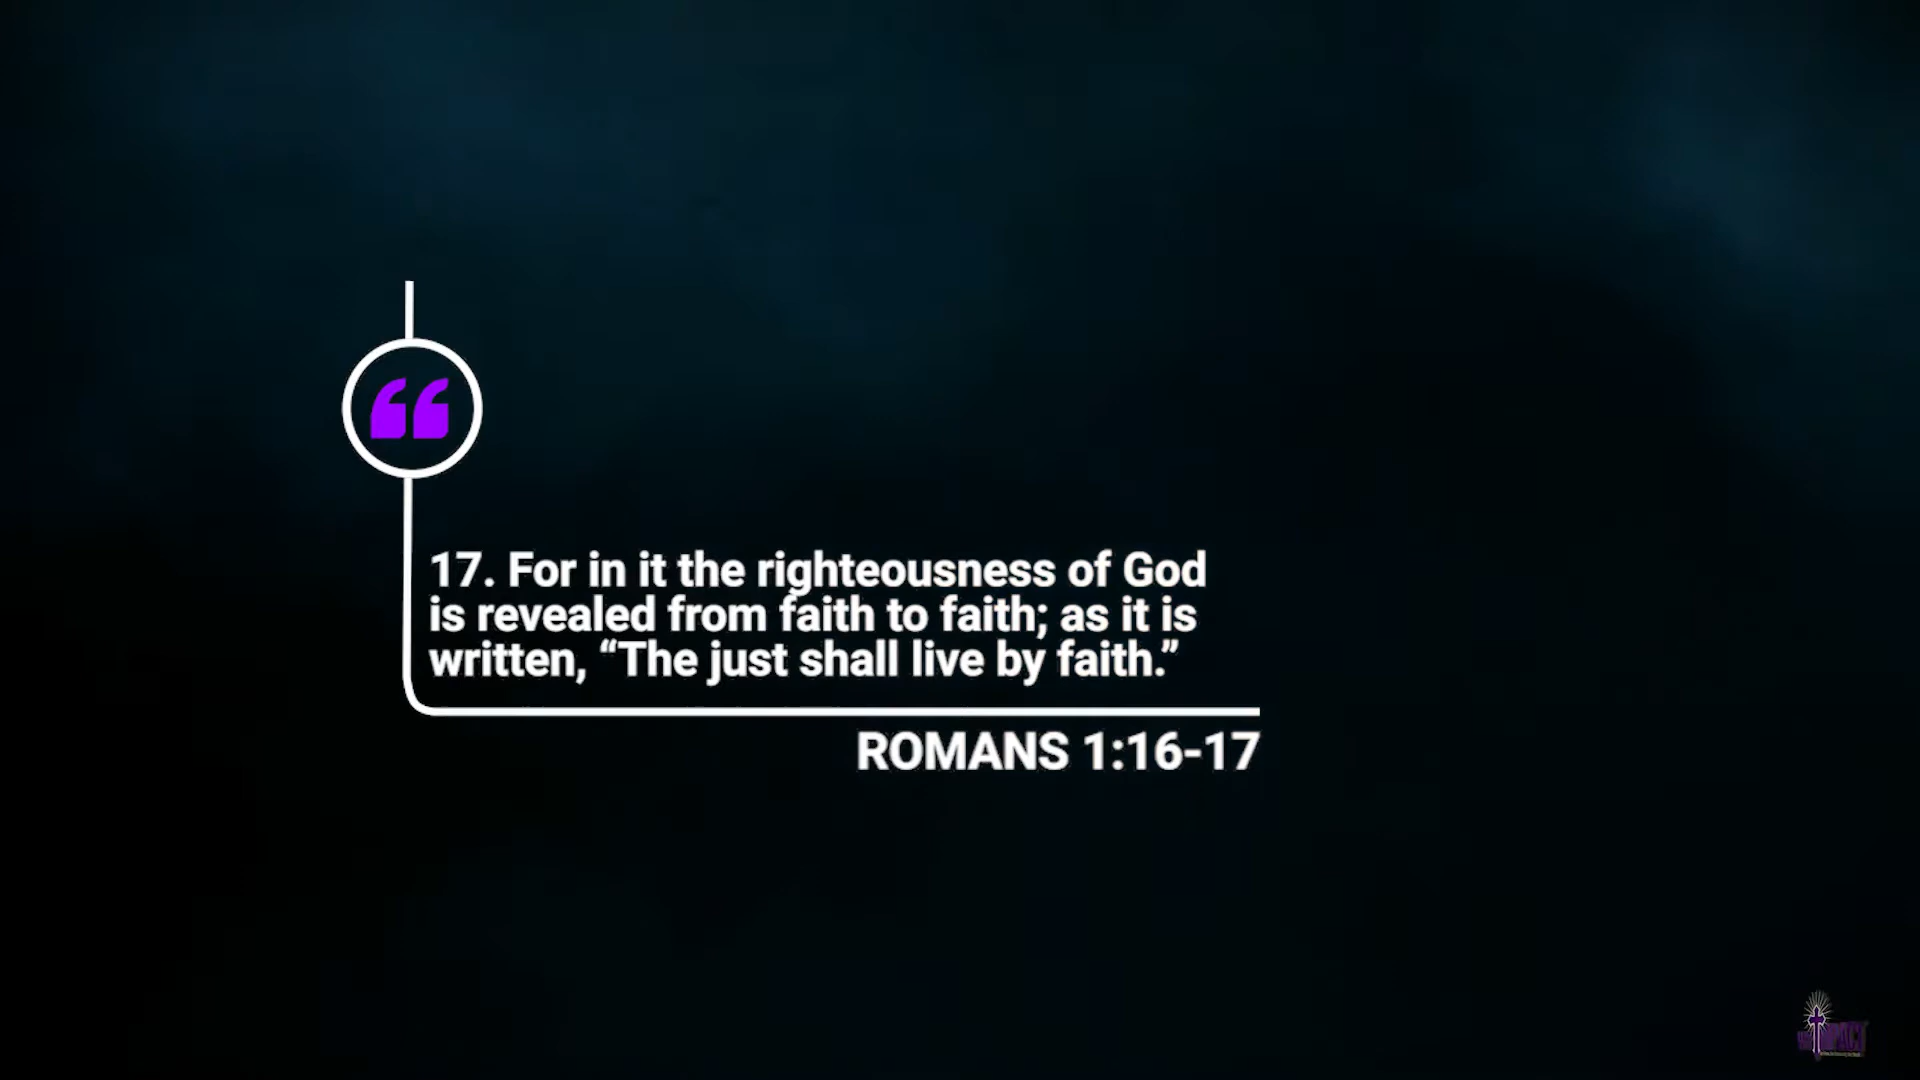 17. For in it the righteousness of God
is revealed from faith to faith; as it is
written, “The just shall live by faith.”
ROMANS 1:16-17